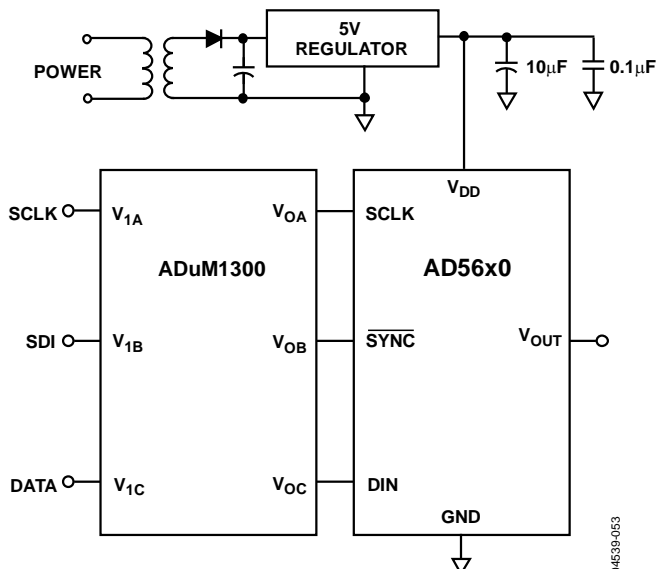 5V
REGULATOR
POWER
10µF
0.1µF
SCLK
V1A
VOA
SCLK
VDD
ADuM1300
AD56x0
SDI
V1B
VOB
SYNC
VOUT
DATA
V1C
VOC
DIN
GND
04539-053